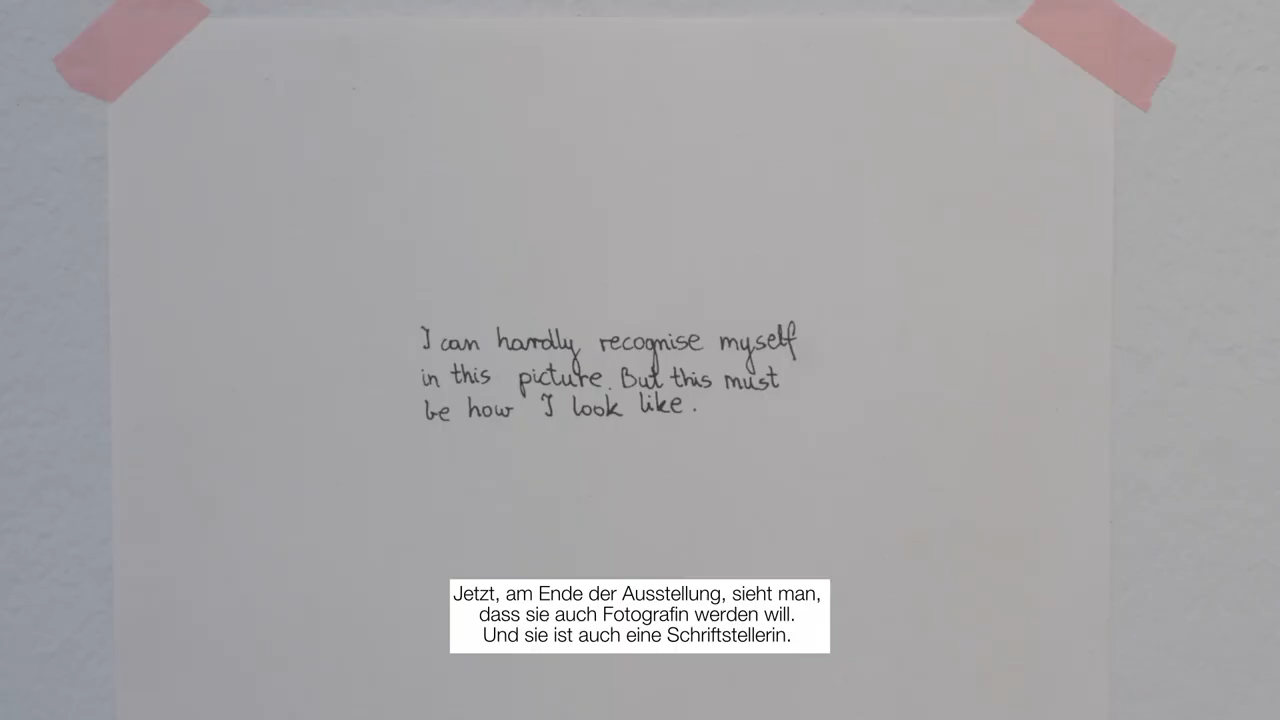 I can hardly recognise myself
in this picture. But this must
be how I look like.
Jetzt, am Ende der Ausstellung, sieht man,
dass sie auch Fotografin werden will.
Und sie ist auch eine Schriftstellerin.